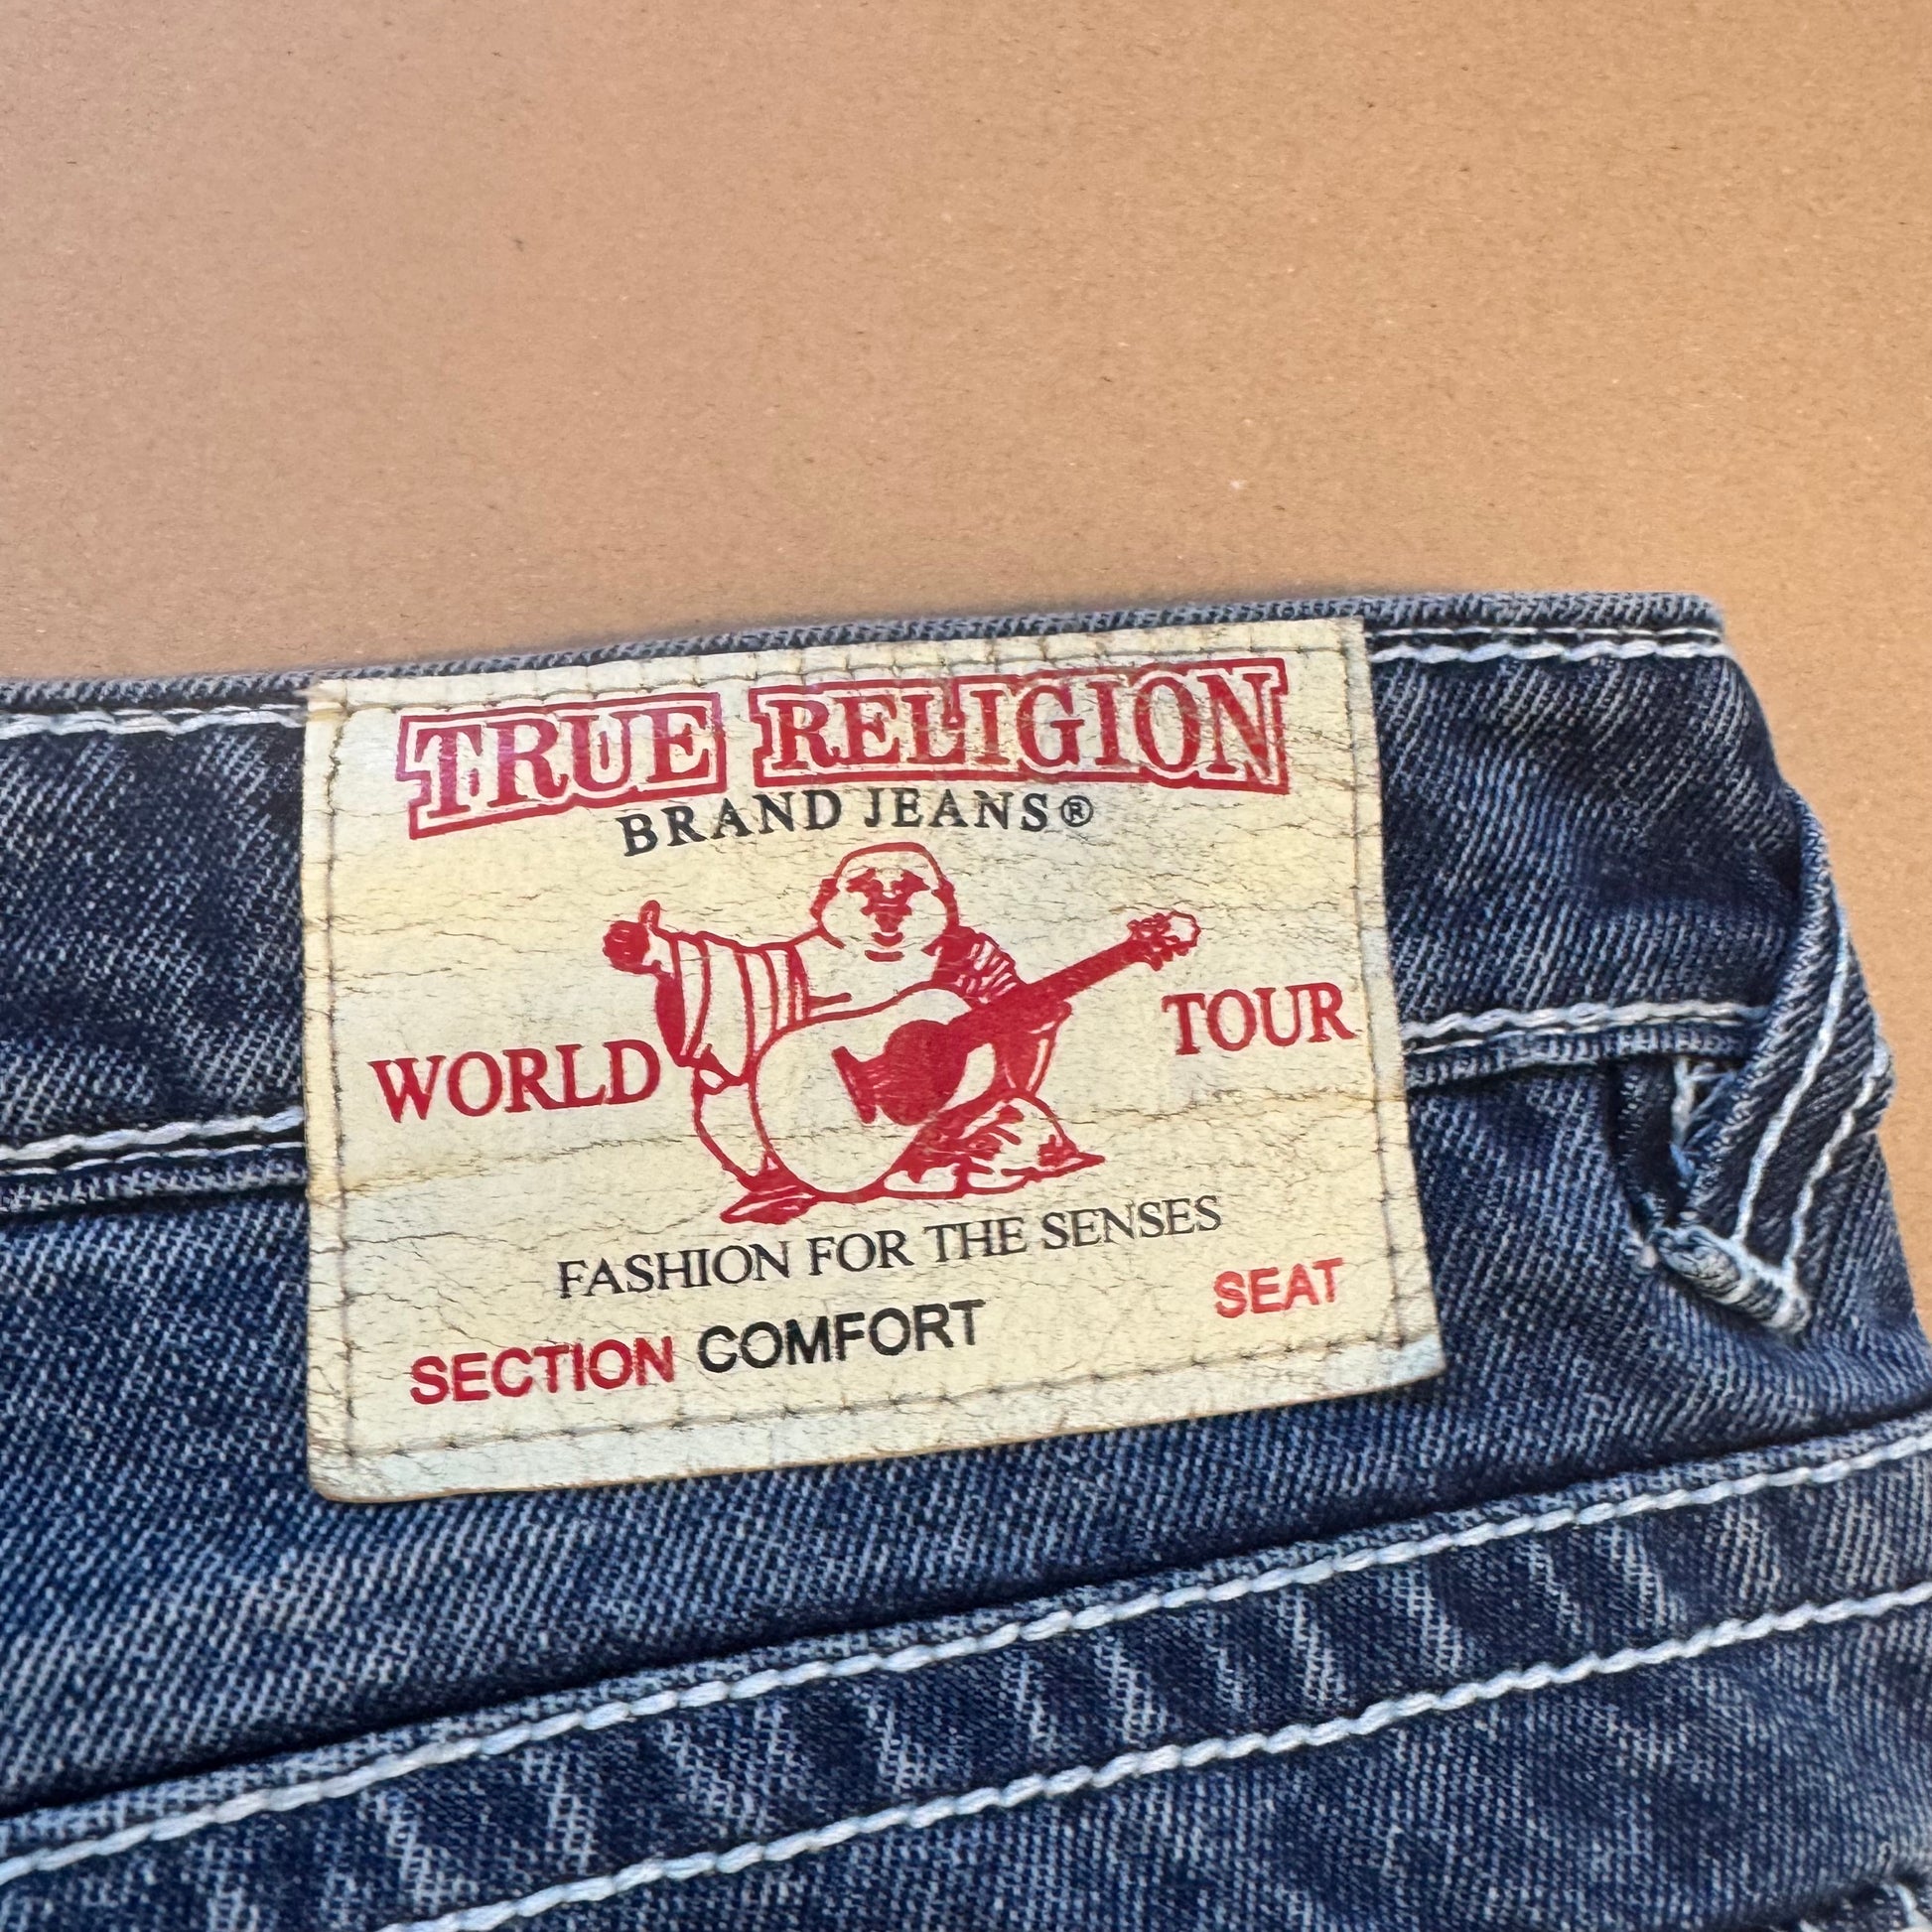 TRUE RELIGION
BRAND JEANS®
WORLD TOUR
FASHION FOR THE SENSES
SECTION COMFORT SEAT